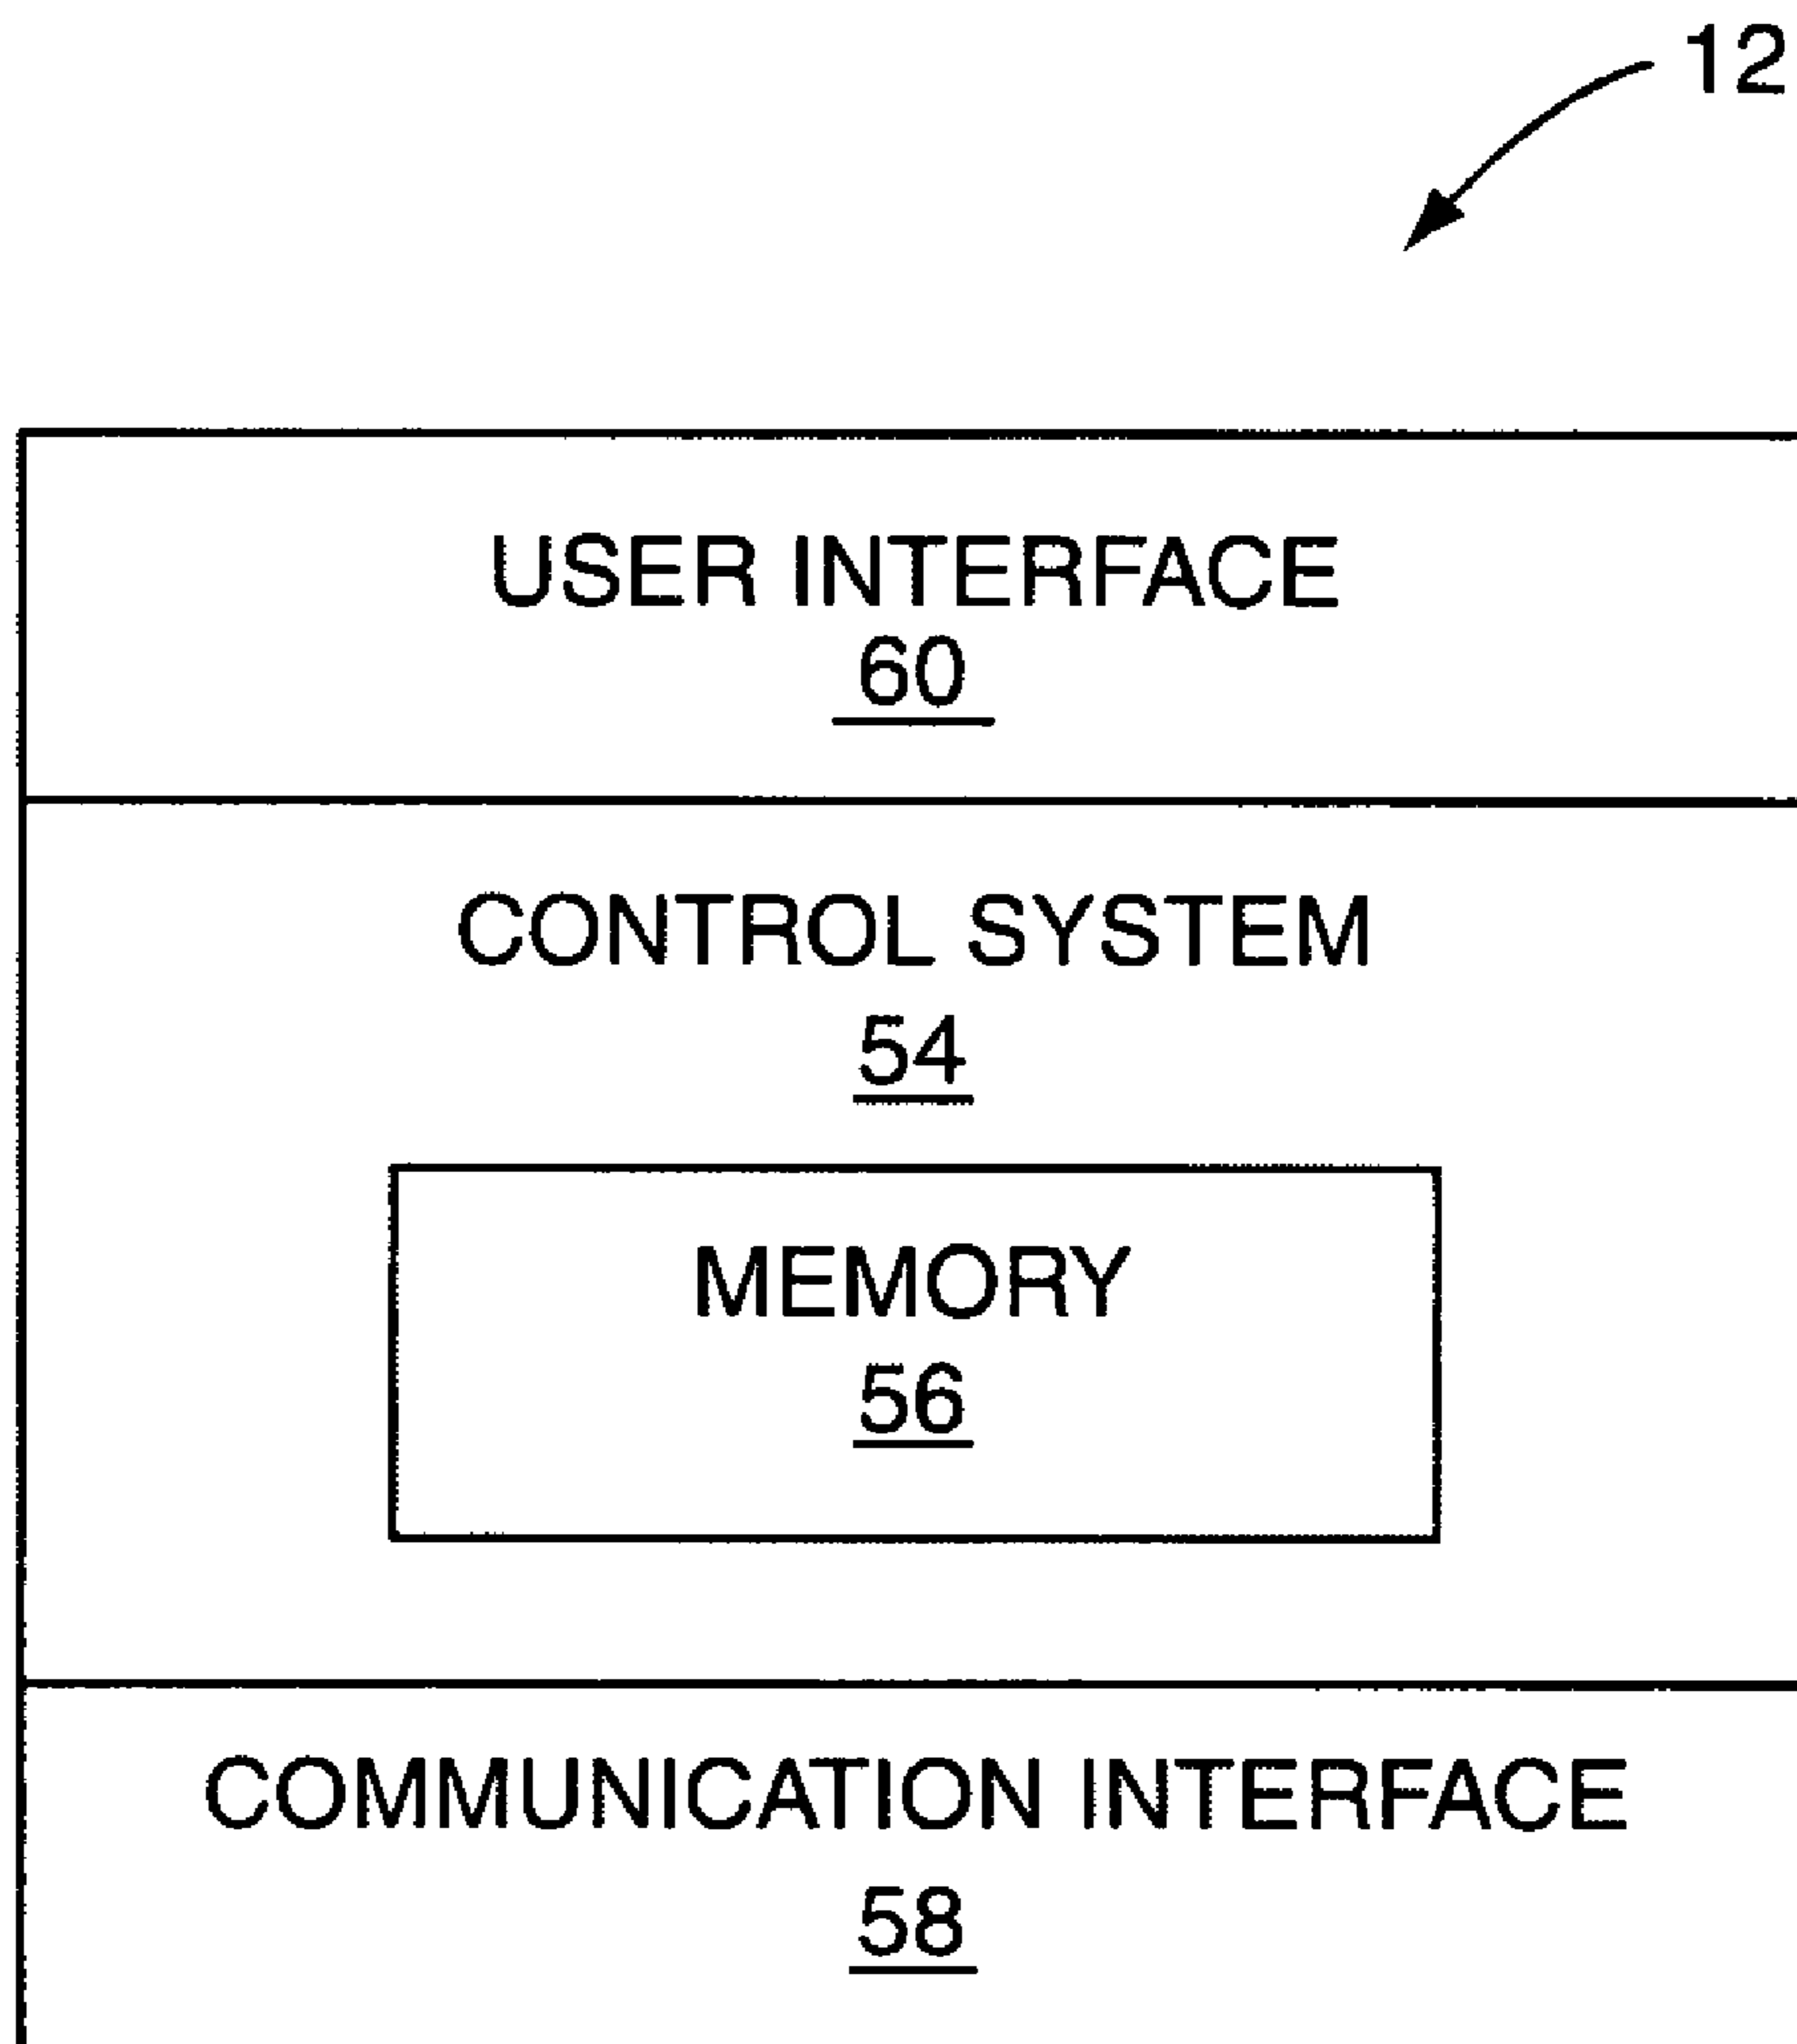 12
USER INTERFACE
60
CONTROL SYSTEM
54
MEMORY
56
COMMUNICATION INTERFACE
58